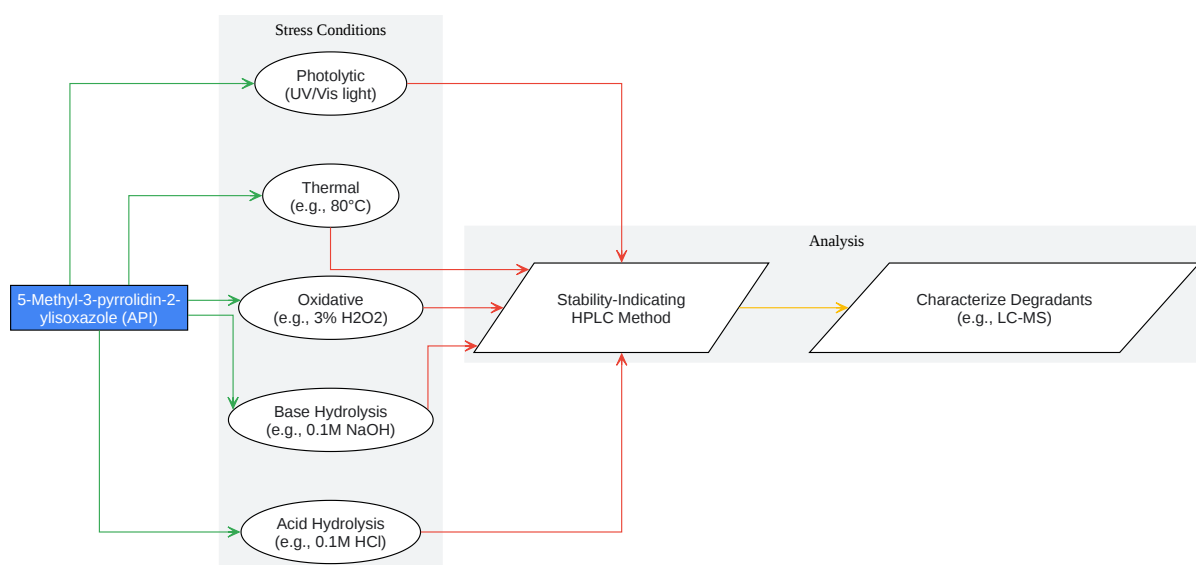 Stress Conditions
Photolytic
(UV/Vis light)
Thermal
(e.g., 80°C)
Analysis
5-Methyl-3-pyrrolidin-2-
ylisoxazole (API)
Oxidative
(e.g., 3% H2O2)
Stability-Indicating
HPLC Method
Characterize Degradants
(e.g., LC-MS)
Base Hydrolysis
(e.g., 0.1M NaOH)
Acid Hydrolysis
(e.g., 0.1M HCl)